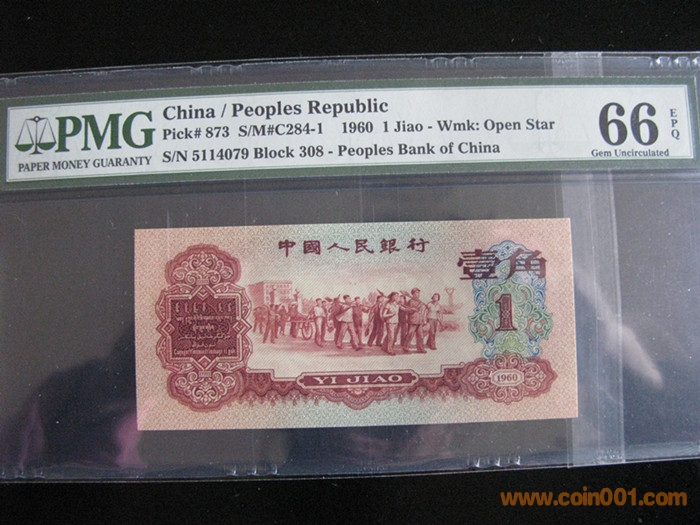 PMG
PAPER MONEY GUARANTY
China / Peoples Republic
Pick# 873 S/M#C284-1 1960 1 Jiao - Wmk: Open Star
S/N 5114079 Block 308 - Peoples Bank of China
66 EPQ
Gem Uncirculated
中國人民銀行
壹角
1
YI JIAO
1960
www.coin001.com